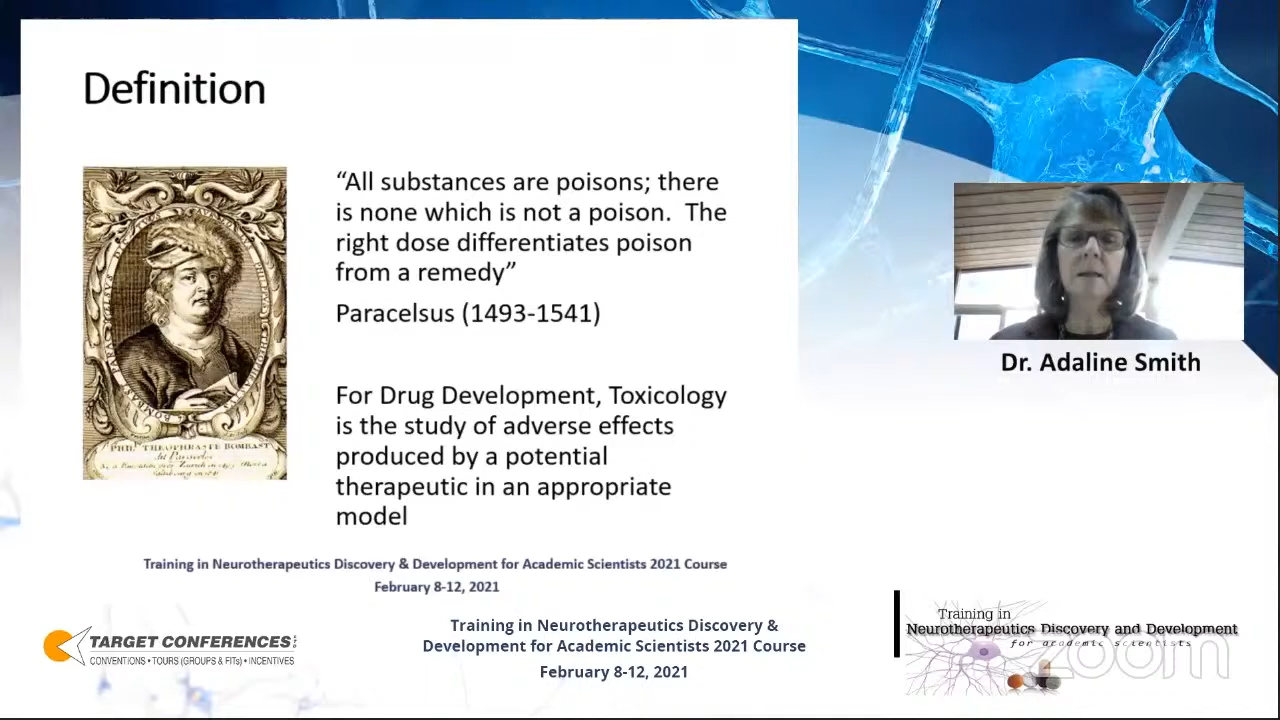 Definition
“All substances are poisons; there
is none which is not a poison.  The
right dose differentiates poison
from a remedy”
Paracelsus (1493-1541)
For Drug Development, Toxicology
is the study of adverse effects
produced by a potential
therapeutic in an appropriate
model
PHIL THEOPHRASTE BOMBAST
Training in Neurotherapeutics Discovery & Development for Academic Scientists 2021 Course
February 8-12, 2021
Dr. Adaline Smith
TARGET CONFERENCES
CONVENTIONS • TOURS (GROUPS & FITs) • INCENTIVES
Training in Neurotherapeutics Discovery &
Development for Academic Scientists 2021 Course
February 8-12, 2021
Training in
Neurotherapeutics Discovery and Development
for academic scientists
zoom